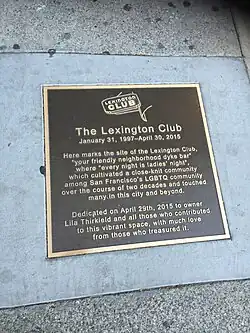 LEXINGTON
CLUB
The Lexington Club
January 31, 1997–April 30, 2015
Here marks the site of the Lexington Club,
"your friendly neighborhood dyke bar"
where "every night is ladies' night",
which cultivated a close-knit community
among San Francisco's LGBTQ community
over the course of two decades and touched
many in this city and beyond.
Dedicated on April 29th, 2015 to owner
Lila Thirkield and all those who contributed
to this vibrant space, with much love
from those who treasured it.